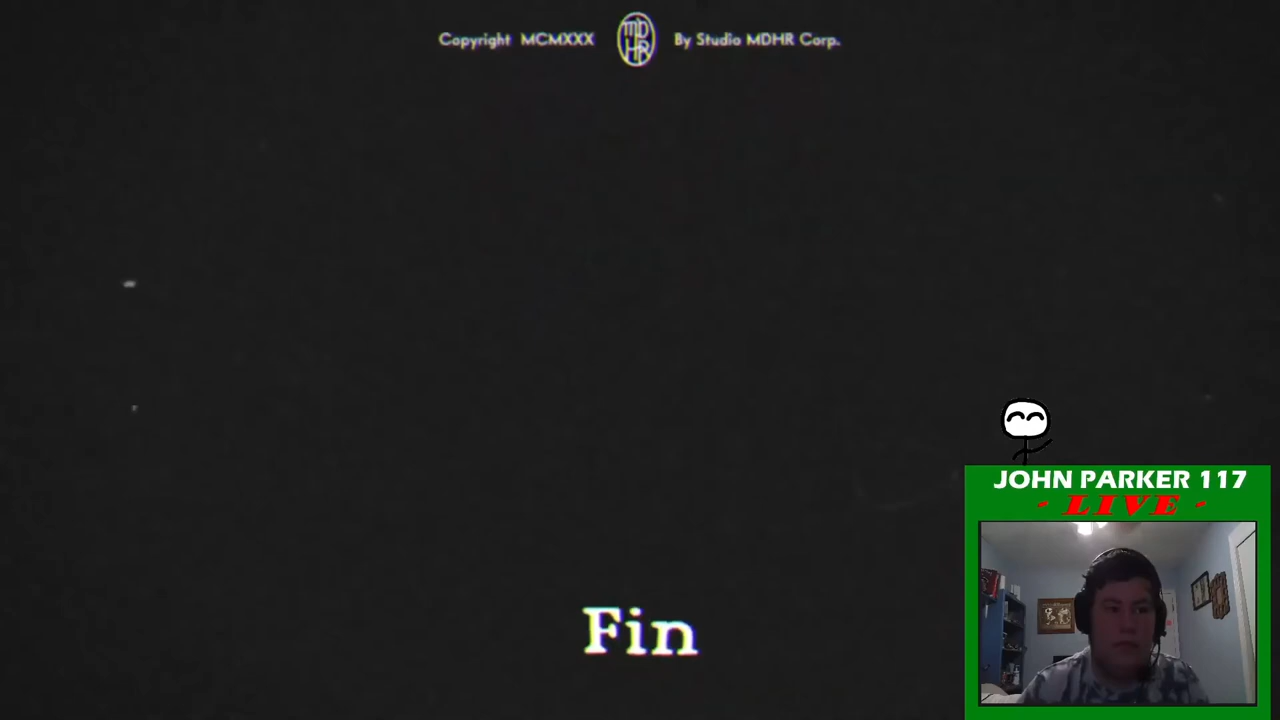 Copyright MCMXXX MDHR By Studio MDHR Corp.
JOHN PARKER 117
- LIVE -
Fin